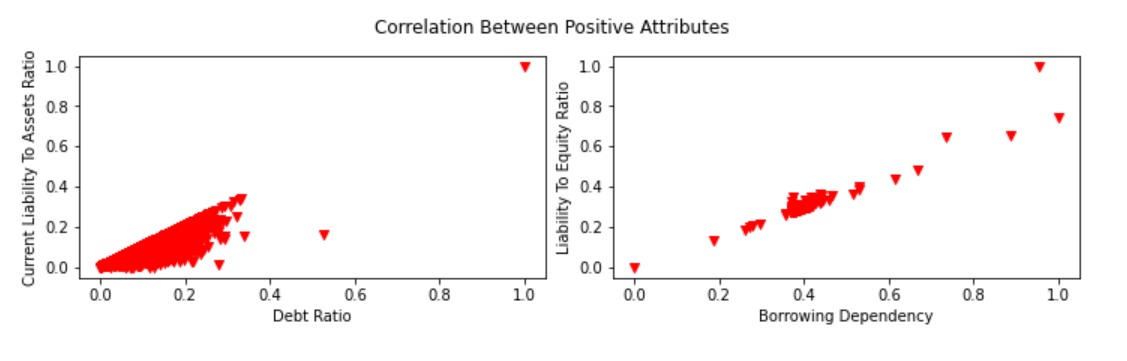 Correlation Between Positive Attributes
Current Liability To Assets Ratio
1.0
0.8
0.6
0.4
0.2
0.0
0.0 0.2 0.4 0.6 0.8 1.0
Debt Ratio
Liability To Equity Ratio
1.0
0.8
0.6
0.4
0.2
0.0
0.0 0.2 0.4 0.6 0.8 1.0
Borrowing Dependency